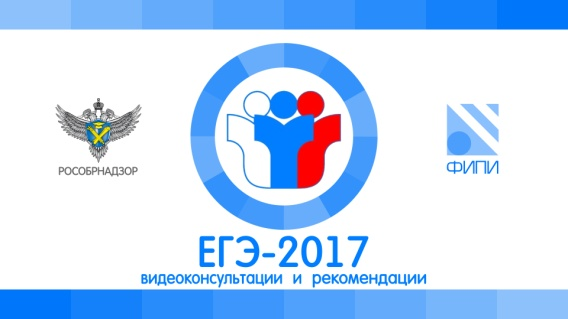 РОСОБРНАДЗОР
ФИПИ
ЕГЭ-2017
видеоконсультации и рекомендации